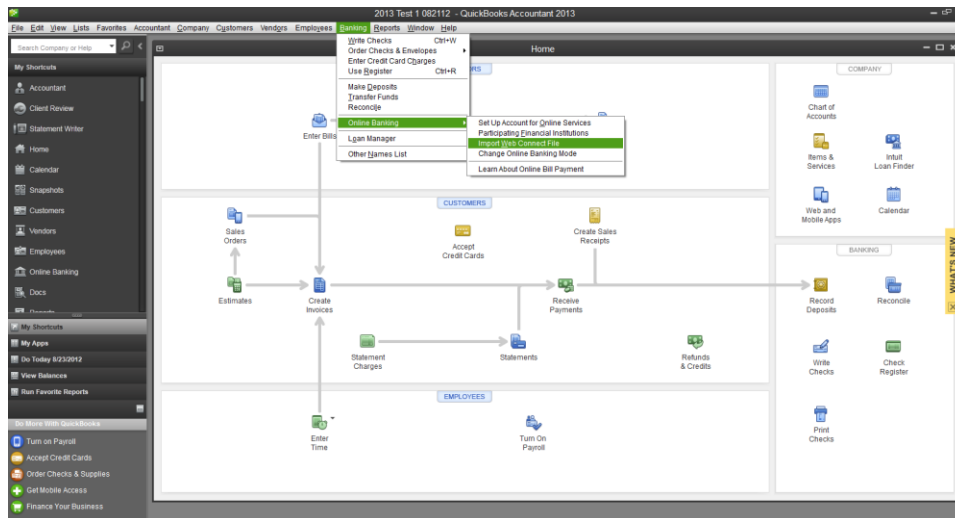 2013 Test 1 082112 - QuickBooks Accountant 2013
File Edit View Lists Favorites Accountant Company Customers Vendors Employees Banking Reports Window Help
Search Company or Help
My Shortcuts
Accountant
Client Review
Statement Writer
Home
Calendar
Snapshots
Customers
Vendors
Employees
Online Banking
Docs
My Shortcuts
My Apps
Do Today 8/23/2012
View Balances
Run Favorite Reports
Do More With QuickBooks
Turn on Payroll
Accept Credit Cards
Order Checks & Supplies
Get Mobile Access
Finance Your Business
Write Checks Ctrl+W
Order Checks & Envelopes
Enter Credit Card Charges
Use Register Ctrl+R
Make Deposits
Transfer Funds
Reconcile
Online Banking
Loan Manager
Other Names List
Set Up Account for Online Services
Participating Financial Institutions
Import Web Connect File
Change Online Banking Mode
Learn About Online Bill Payment
Home
Enter Bills
CUSTOMERS
Sales
Orders
Accept
Credit Cards
Create Sales
Receipts
Estimates
Create
Invoices
Receive
Payments
Statement
Charges
Statements
Refunds
& Credits
EMPLOYEES
Enter
Time
Turn On
Payroll
COMPANY
Chart of
Accounts
Items &
Services
Intuit
Loan Finder
Web and
Mobile Apps
Calendar
BANKING
Record
Deposits
Reconcile
Write
Checks
Check
Register
Print
Checks
WHAT'S NEW